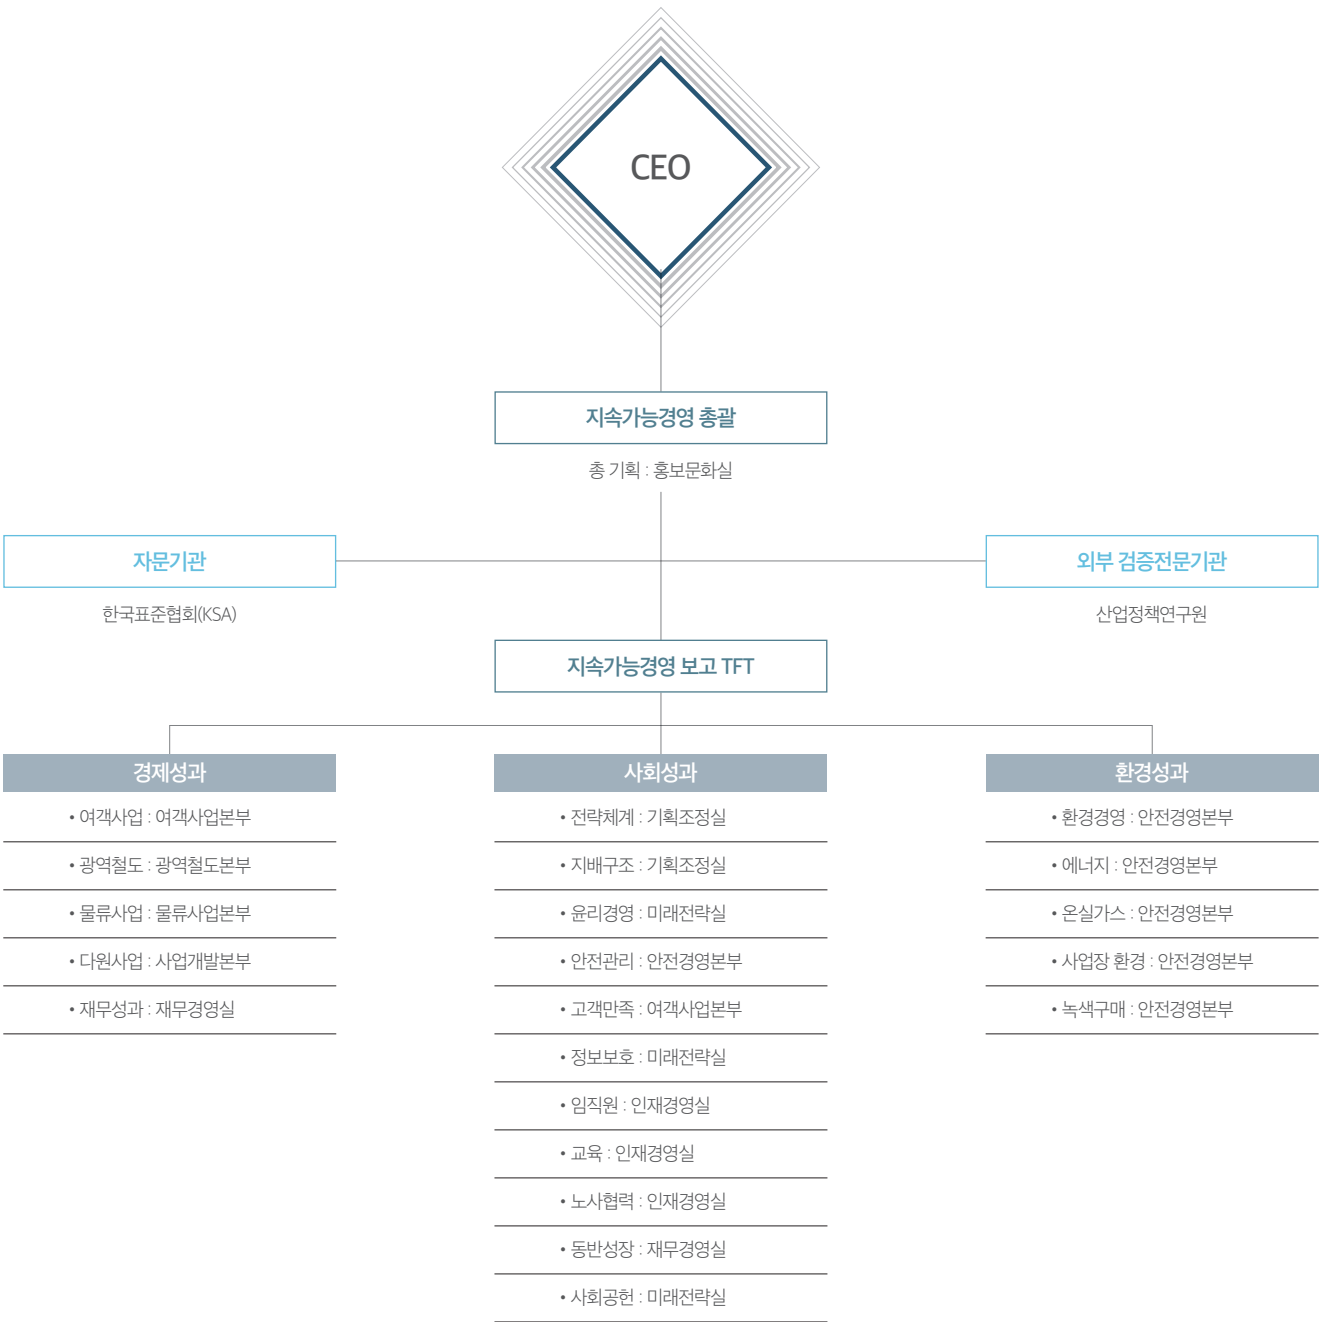 CEO
지속가능경영 총괄
총 기획 : 홍보문화실
자문기관
한국표준협회(KSA)
외부 검증전문기관
산업정책연구원
지속가능경영 보고 TFT
경제성과
• 여객사업 : 여객사업본부
• 광역철도 : 광역철도본부
• 물류사업 : 물류사업본부
• 다원사업 : 사업개발본부
• 재무성과 : 재무경영실
사회성과
• 전략체계 : 기획조정실
• 지배구조 : 기획조정실
• 윤리경영 : 미래전략실
• 안전관리 : 안전경영본부
• 고객만족 : 여객사업본부
• 정보보호 : 미래전략실
• 임직원 : 인재경영실
• 교육 : 인재경영실
• 노사협력 : 인재경영실
• 동반성장 : 재무경영실
• 사회공헌 : 미래전략실
환경성과
• 환경경영 : 안전경영본부
• 에너지 : 안전경영본부
• 온실가스 : 안전경영본부
• 사업장 환경 : 안전경영본부
• 녹색구매 : 안전경영본부